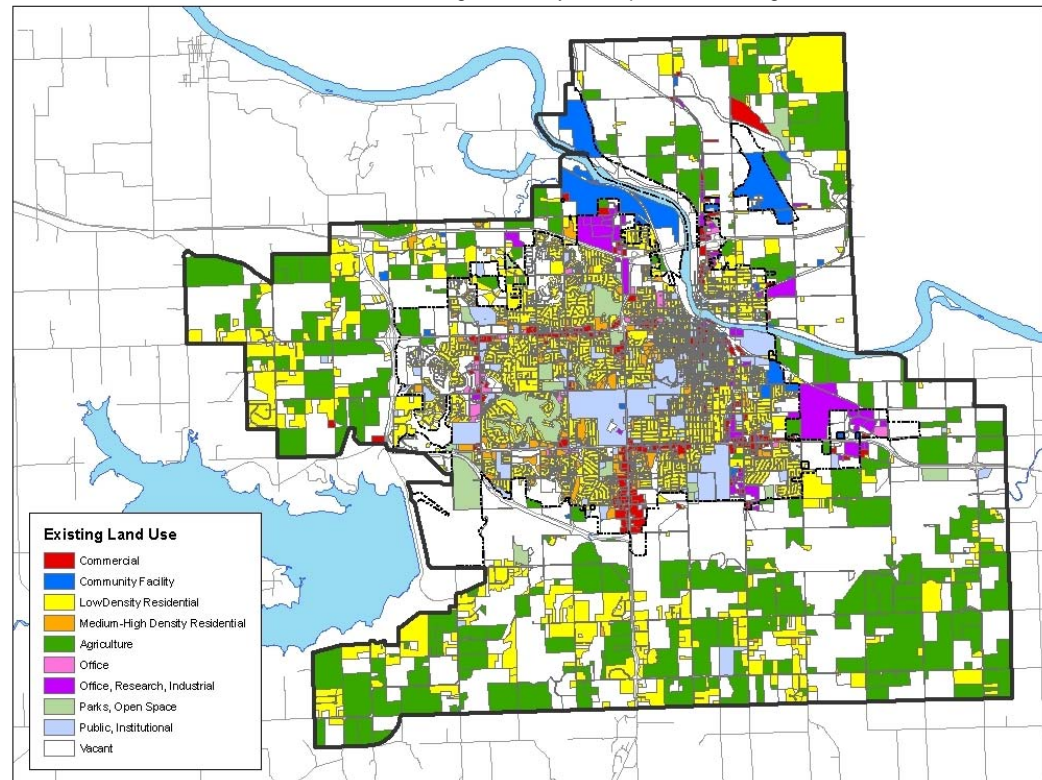 Existing Land Use
Commercial
Community Facility
LowDensity Residential
Medium-High Density Residential
Agriculture
Office
Office, Research, Industrial
Parks, Open Space
Public, Institutional
Vacant